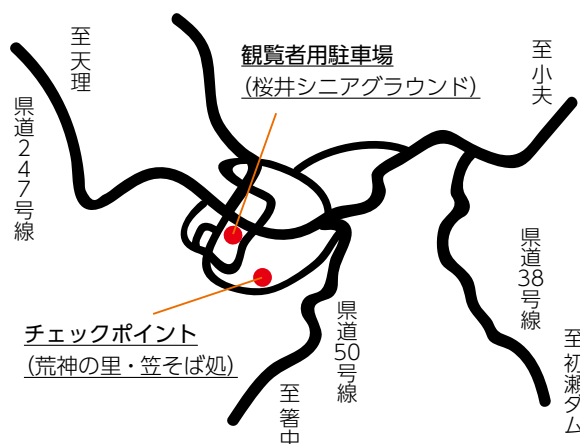 至天理
県道247号線
観覧者用駐車場
(桜井シニアグラウンド)
至小夫
県道38号線
至初瀬ダム
県道50号線
至箸中
チェックポイント
(荒神の里・笠そば処)